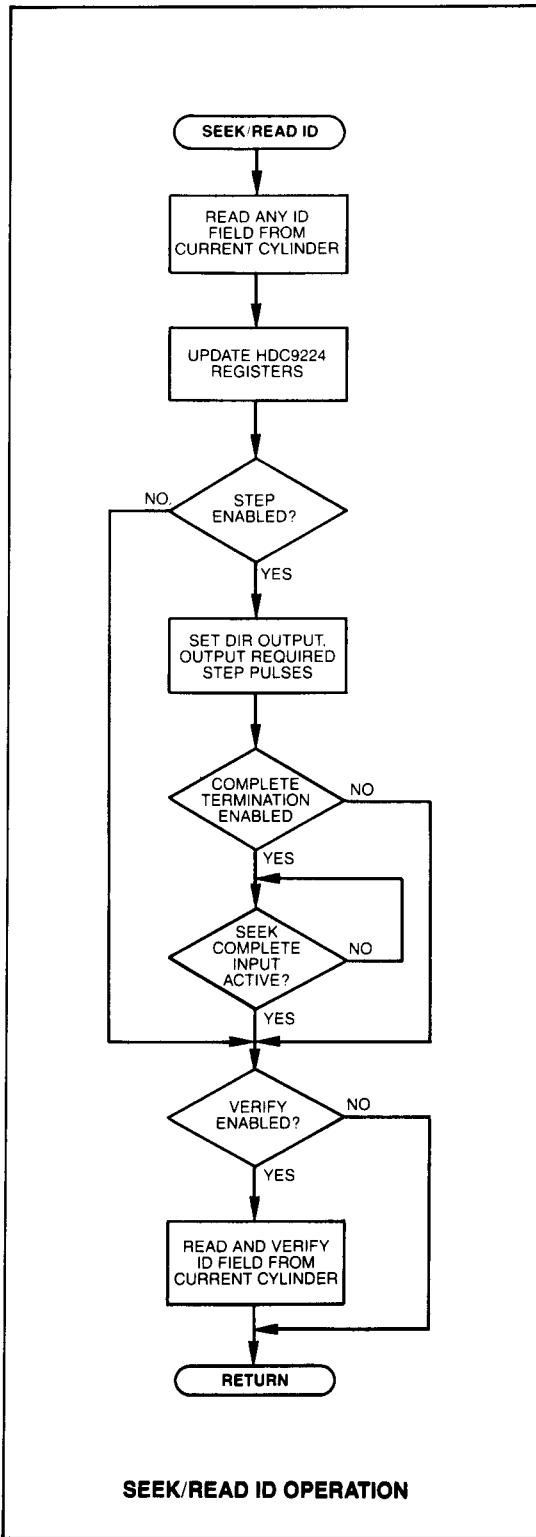 SEEK/READ ID
READ ANY ID
FIELD FROM
CURRENT CYLINDER
UPDATE HDC9224
REGISTERS
NO.
STEP
ENABLED?
YES
SET DIR OUTPUT.
OUTPUT REQUIRED
STEP PULSES
COMPLETE
TERMINATION
ENABLED
NO
YES
SEEK
COMPLETE
INPUT
ACTIVE?
NO
YES
VERIFY
ENABLED?
NO
YES
READ AND VERIFY
ID FIELD FROM
CURRENT CYLINDER
RETURN
SEEK/READ ID OPERATION